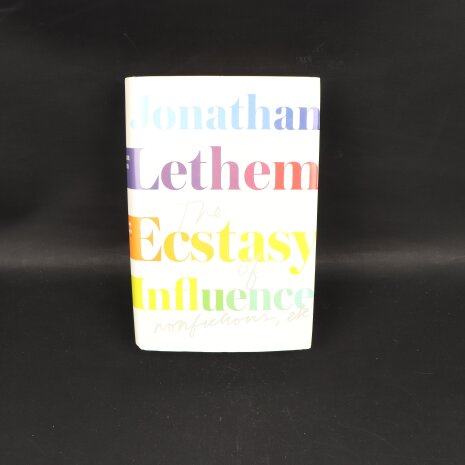 Jonathan
Lethem
The
Ecstasy
of
Influence
nonfictions, etc